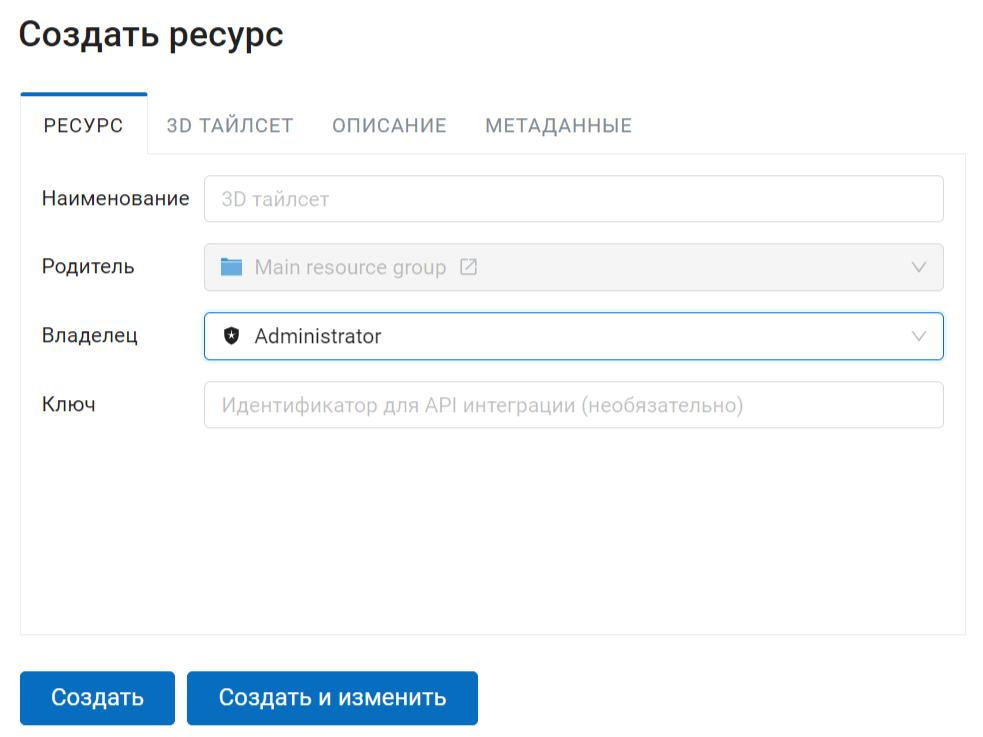 Создать ресурс
РЕСУРС 3D ТАЙЛСЕТ ОПИСАНИЕ МЕТАДАННЫЕ
Наименование 3D тайлсет
Родитель Main resource group
Владелец Administrator
Ключ Идентификатор для API интеграции (необязательно)
Создать Создать и изменить